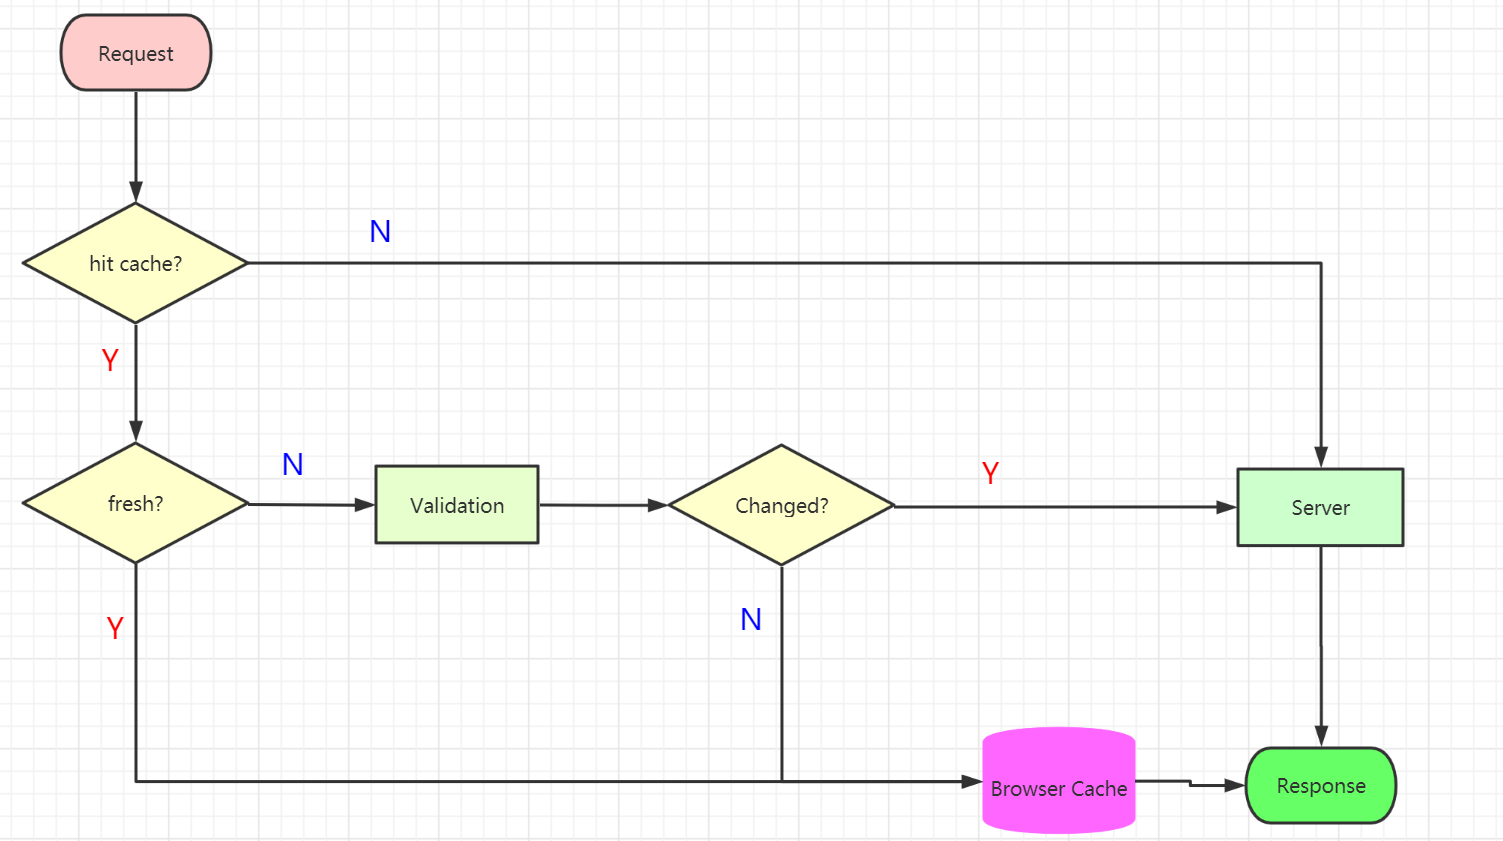 Request
N
hit cache?
Y
N
Y
fresh?
Validation
Changed?
Server
Y
N
Browser Cache
Response